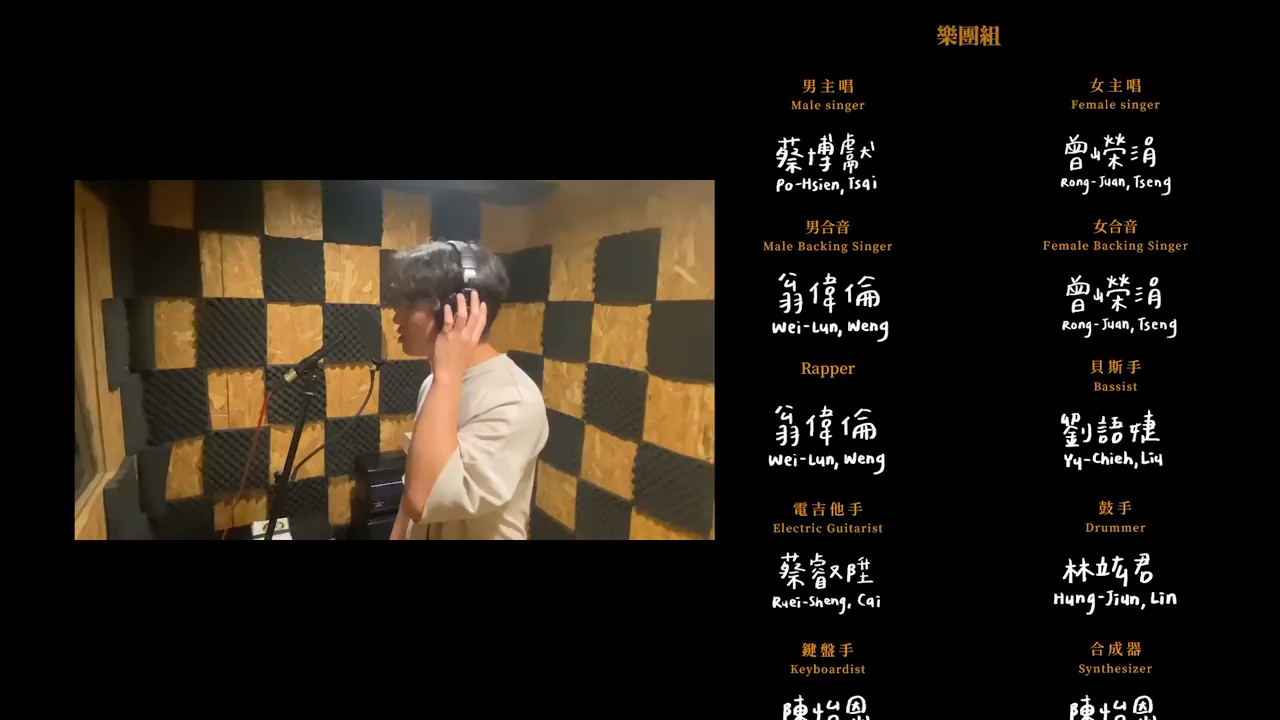 樂團組
男主唱
Male singer
蔡博獻
Po-Hsien, Tsai
女主唱
Female singer
曾嶸涓
Rong-Juan, Tseng
男合音
Male Backing Singer
翁偉倫
Wei-Lun, Weng
女合音
Female Backing Singer
曾嶸涓
Rong-Juan, Tseng
Rapper
翁偉倫
Wei-Lun, Weng
貝斯手
Bassist
劉語婕
Yu-Chieh, Liu
電吉他手
Electric Guitarist
蔡叡陞
Ruei-Sheng, Cai
鼓手
Drummer
林竑君
Hung-Jiun, Lin
鍵盤手
Keyboardist
合成器
Synthesizer